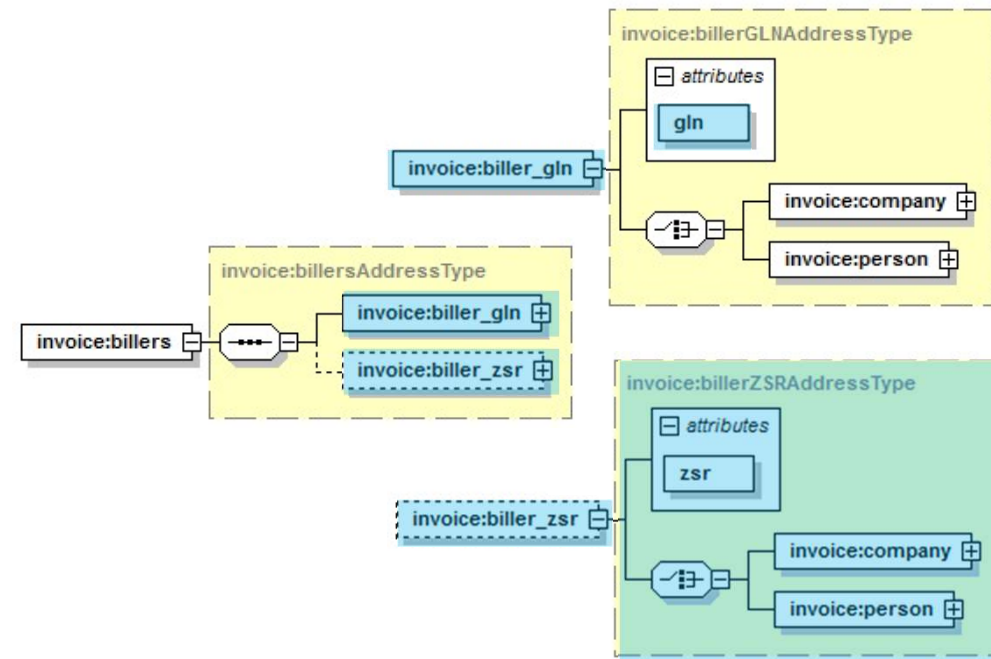 invoice:billerGLNAddressType
attributes
gln
invoice:biller_gln
invoice:company
invoice:person
invoice:billersAddressType
invoice:biller_gln
invoice:billers
invoice:biller_zsr
invoice:billerZSRAddressType
attributes
zsr
invoice:biller_zsr
invoice:company
invoice:person